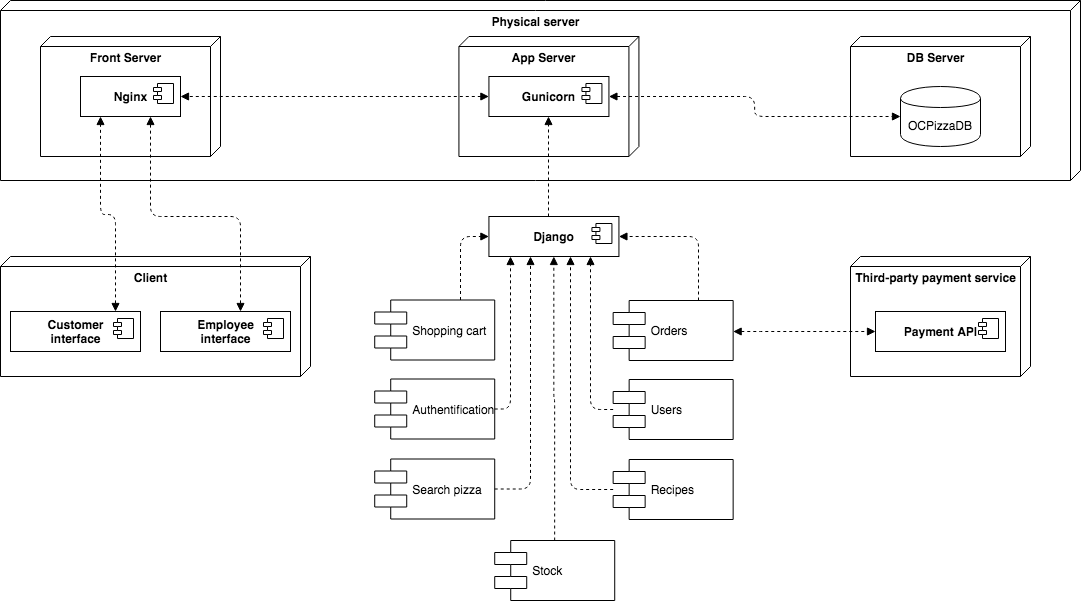 Physical server
Front Server
App Server
DB Server
Nginx
Gunicorn
OCPizzaDB
Django
Client
Third-party payment service
Customer
interface
Employee
interface
Shopping cart
Orders
Payment API
Authentification
Users
Search pizza
Recipes
Stock